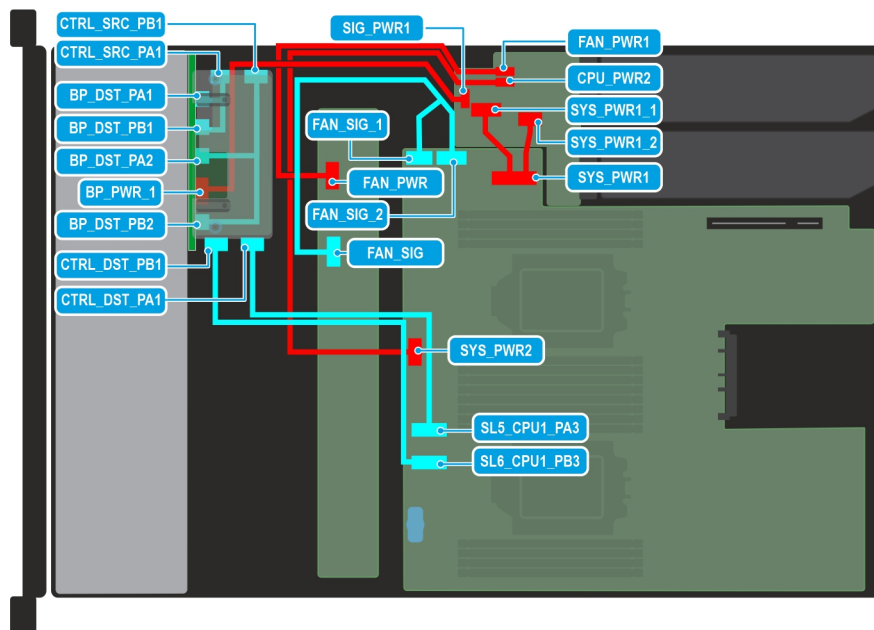 CTRL_SRC_PB1
CTRL_SRC_PA1
BP_DST_PA1
BP_DST_PB1
BP_DST_PA2
BP_PWR_1
BP_DST_PB2
CTRL_DST_PB1
CTRL_DST_PA1
SIG_PWR1
FAN_PWR1
CPU_PWR2
SYS_PWR1_1
SYS_PWR1_2
SYS_PWR1
FAN_SIG_1
FAN_PWR
FAN_SIG_2
FAN_SIG
SYS_PWR2
SL5_CPU1_PA3
SL6_CPU1_PB3